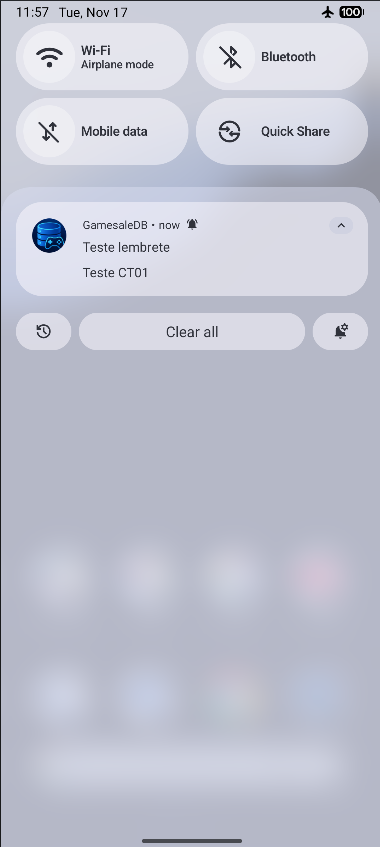 11:57 Tue, Nov 17 100
Wi-Fi
Airplane mode
Bluetooth
Mobile data
Quick Share
GamesaleDB • now
Teste lembrete
Teste CT01
Clear all